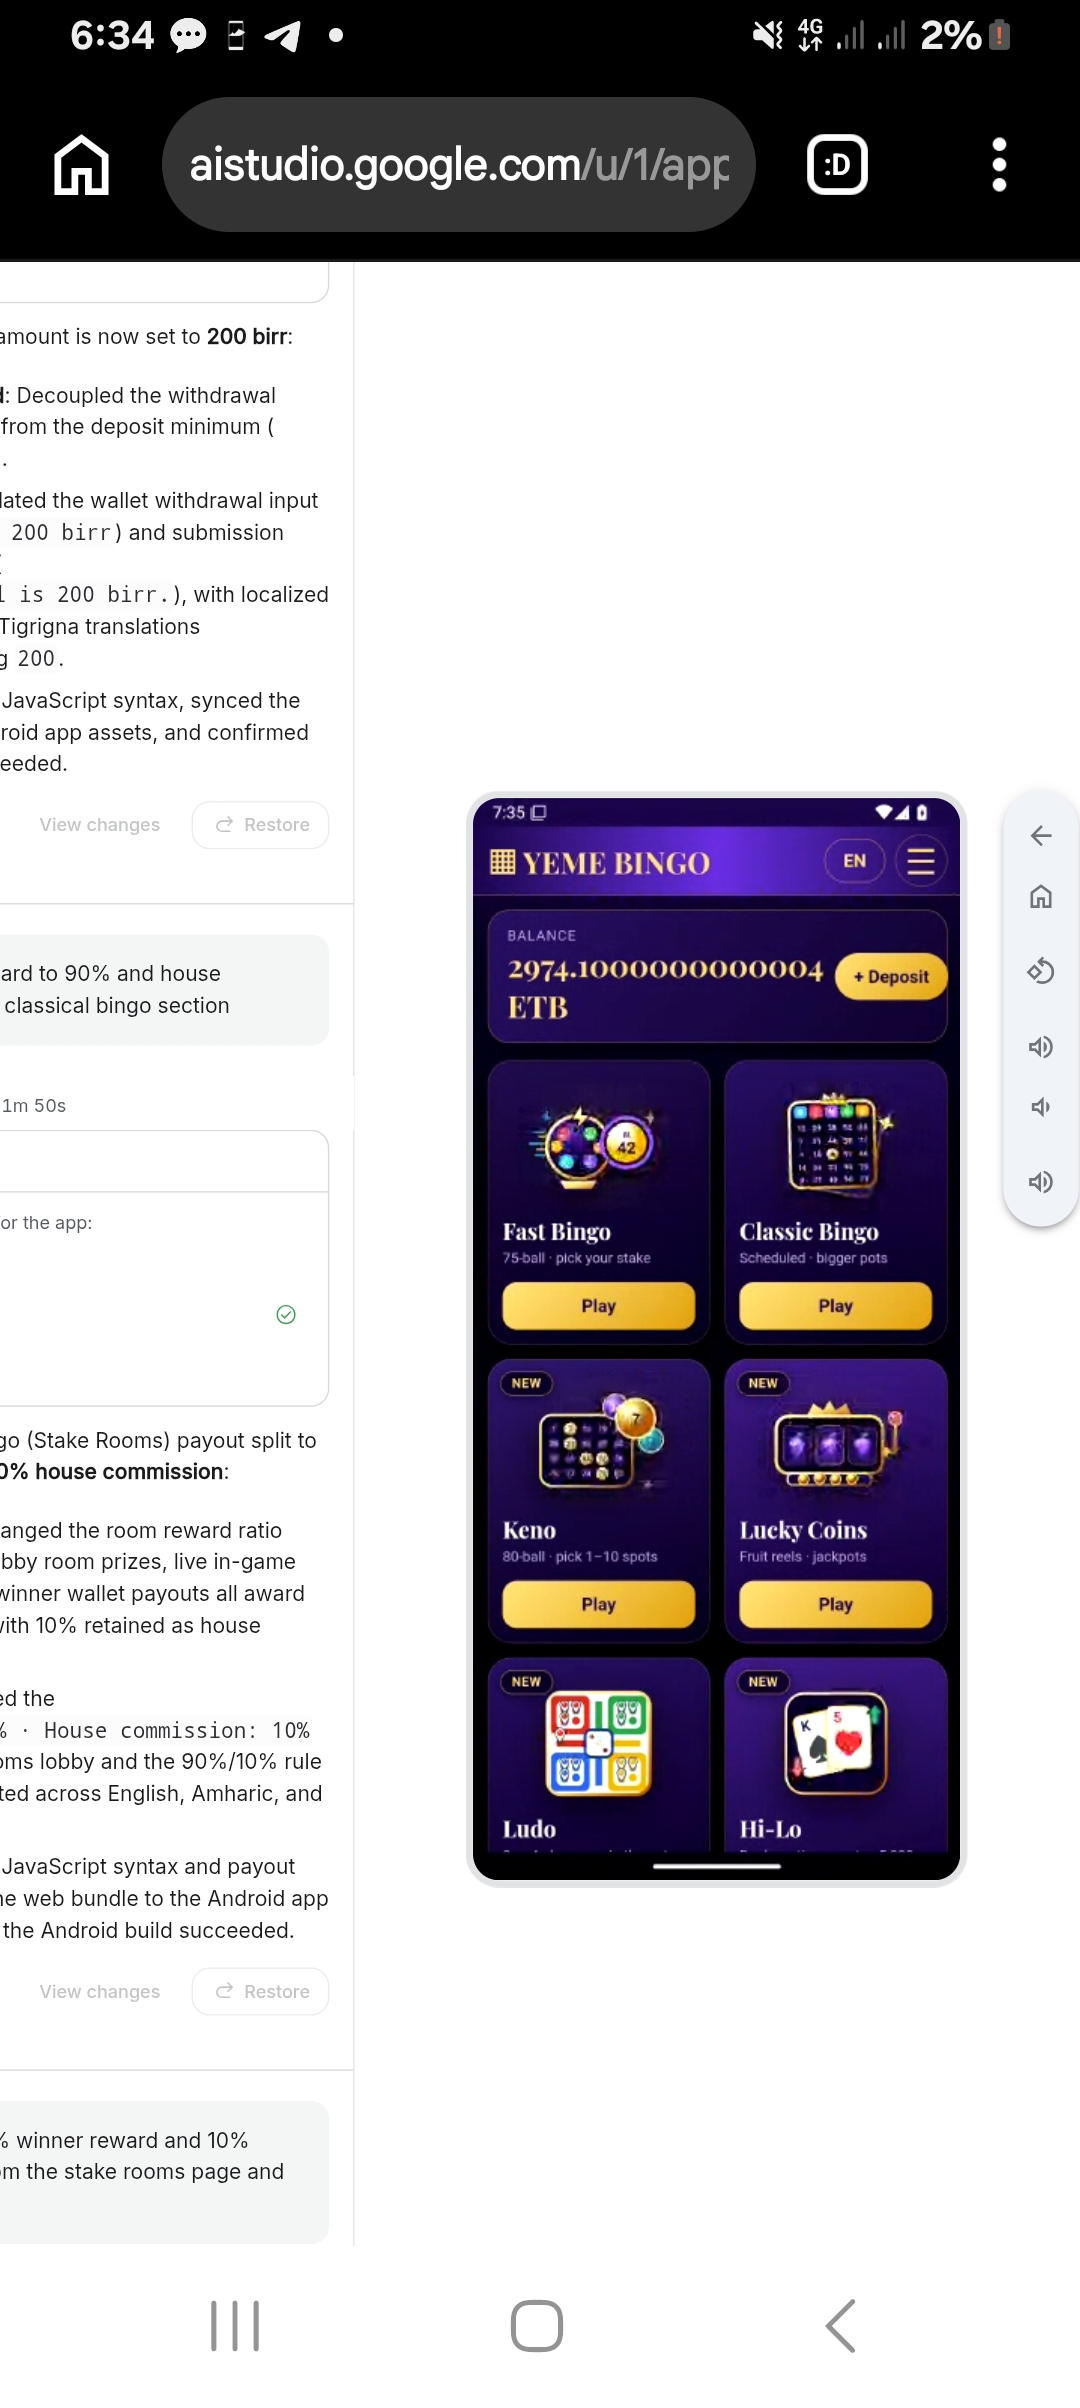 6:34
4G
2%
aistudio.google.com/u/1/app
:D
amount is now set to 200 birr:
d: Decoupled the withdrawal
from the deposit minimum (
.
lated the wallet withdrawal input
200 birr) and submission
l is 200 birr.), with localized
Tigrigna translations
g 200.
JavaScript syntax, synced the
roid app assets, and confirmed
eeded.
View changes
Restore
ard to 90% and house
classical bingo section
1m 50s
or the app:
go (Stake Rooms) payout split to
0% house commission:
anged the room reward ratio
bby room prizes, live in-game
winner wallet payouts all award
with 10% retained as house
ed the
% · House commission: 10%
oms lobby and the 90%/10% rule
ted across English, Amharic, and
JavaScript syntax and payout
he web bundle to the Android app
the Android build succeeded.
View changes
Restore
% winner reward and 10%
om the stake rooms page and
7:35
YEME BINGO
EN
BALANCE
2974.1000000000004
ETB
+ Deposit
42
Fast Bingo
75-ball · pick your stake
Play
Classic Bingo
Scheduled · bigger pots
Play
NEW
7
Keno
80-ball · pick 1–10 spots
Play
NEW
Lucky Coins
Fruit reels · jackpots
Play
NEW
Ludo
NEW
K
5
Hi-Lo